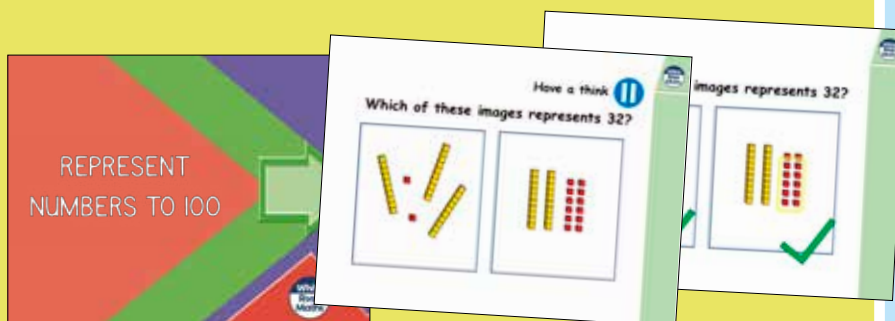 REPRESENT
NUMBERS TO 100
Have a think
Which of these images represents 32?
images represents 32?